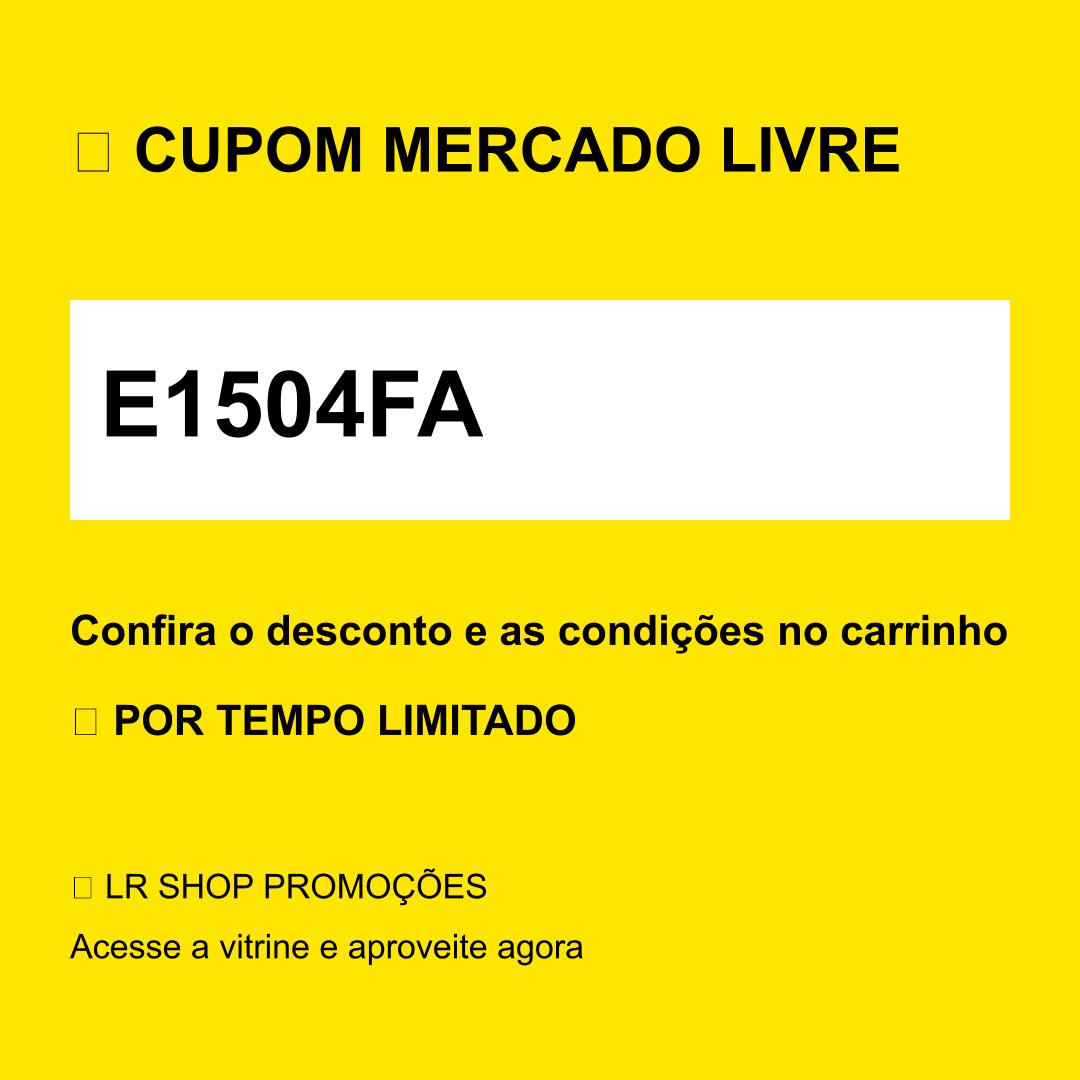 □ CUPOM MERCADO LIVRE
E1504FA
Confira o desconto e as condições no carrinho
□ POR TEMPO LIMITADO
□ LR SHOP PROMOÇÕES
Acesse a vitrine e aproveite agora